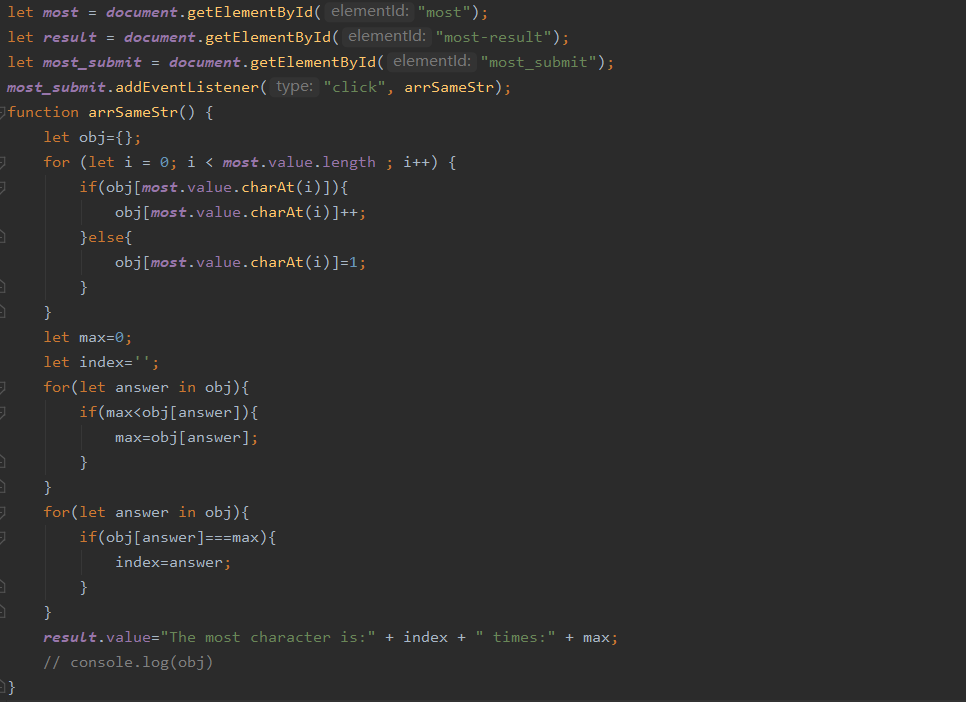 let most = document.getElementById( elementId: "most");
let result = document.getElementById( elementId: "most-result");
let most_submit = document.getElementById( elementId: "most_submit");
most_submit.addEventListener( type: "click", arrSameStr);
function arrSameStr() {
    let obj={};
    for (let i = 0; i < most.value.length ; i++) {
        if(obj[most.value.charAt(i)]){
            obj[most.value.charAt(i)]++;
        }else{
            obj[most.value.charAt(i)]=1;
        }
    }
    let max=0;
    let index='';
    for(let answer in obj){
        if(max<obj[answer]){
            max=obj[answer];
        }
    }
    for(let answer in obj){
        if(obj[answer]===max){
            index=answer;
        }
    }
    result.value="The most character is:" + index + " times:" + max;
    // console.log(obj)
}